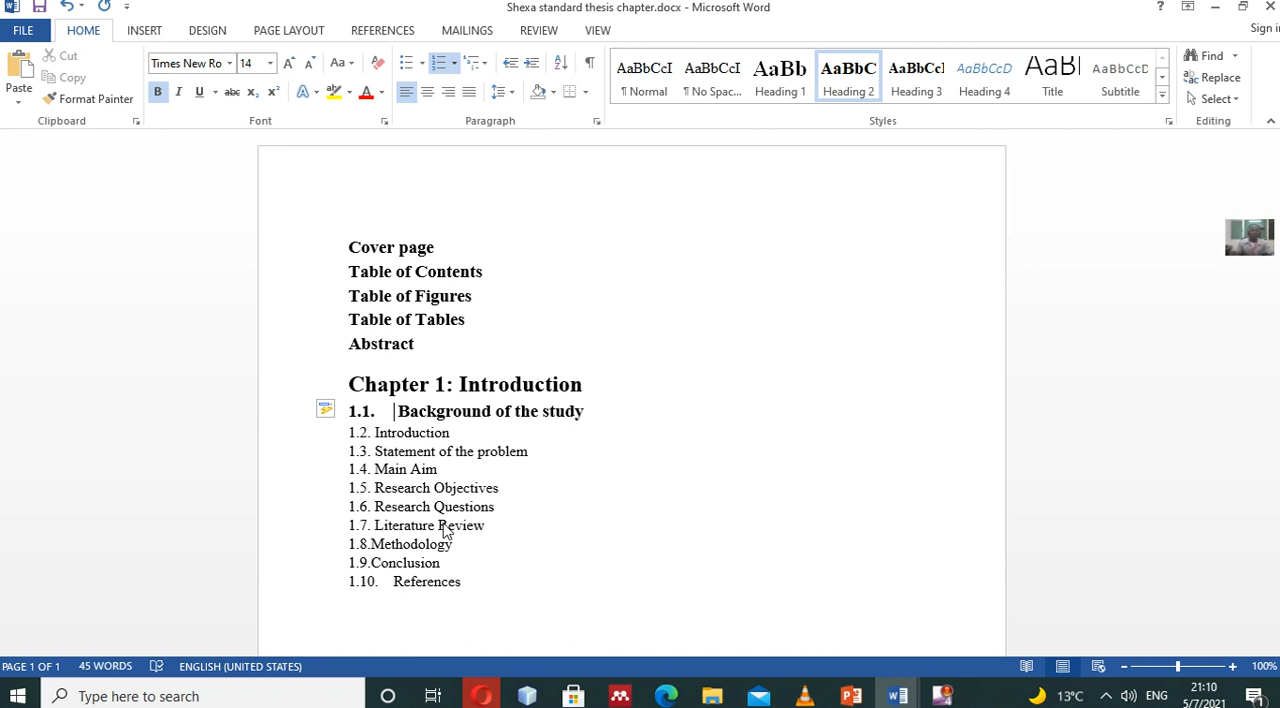 Shexa standard thesis chapter.docx - Microsoft Word
?
Sign in
FILE HOME INSERT DESIGN PAGE LAYOUT REFERENCES MAILINGS REVIEW VIEW
Paste
Cut
Copy
Format Painter
Clipboard
Times New Ro 14
Font
Paragraph
AaBbCcI AaBbCcI AaBb AaBbC AaBbCcI AaBbCcD AaBl AaBbCcD
¶ Normal ¶ No Spac... Heading 1 Heading 2 Heading 3 Heading 4 Title Subtitle
Styles
Find
Replace
Select
Editing
Cover page
Table of Contents
Table of Figures
Table of Tables
Abstract
Chapter 1: Introduction
1.1. Background of the study
1.2. Introduction
1.3. Statement of the problem
1.4. Main Aim
1.5. Research Objectives
1.6. Research Questions
1.7. Literature Review
1.8.Methodology
1.9.Conclusion
1.10. References
PAGE 1 OF 1 45 WORDS ENGLISH (UNITED STATES) 100%
Type here to search
13°C ENG
21:10
5/7/2021